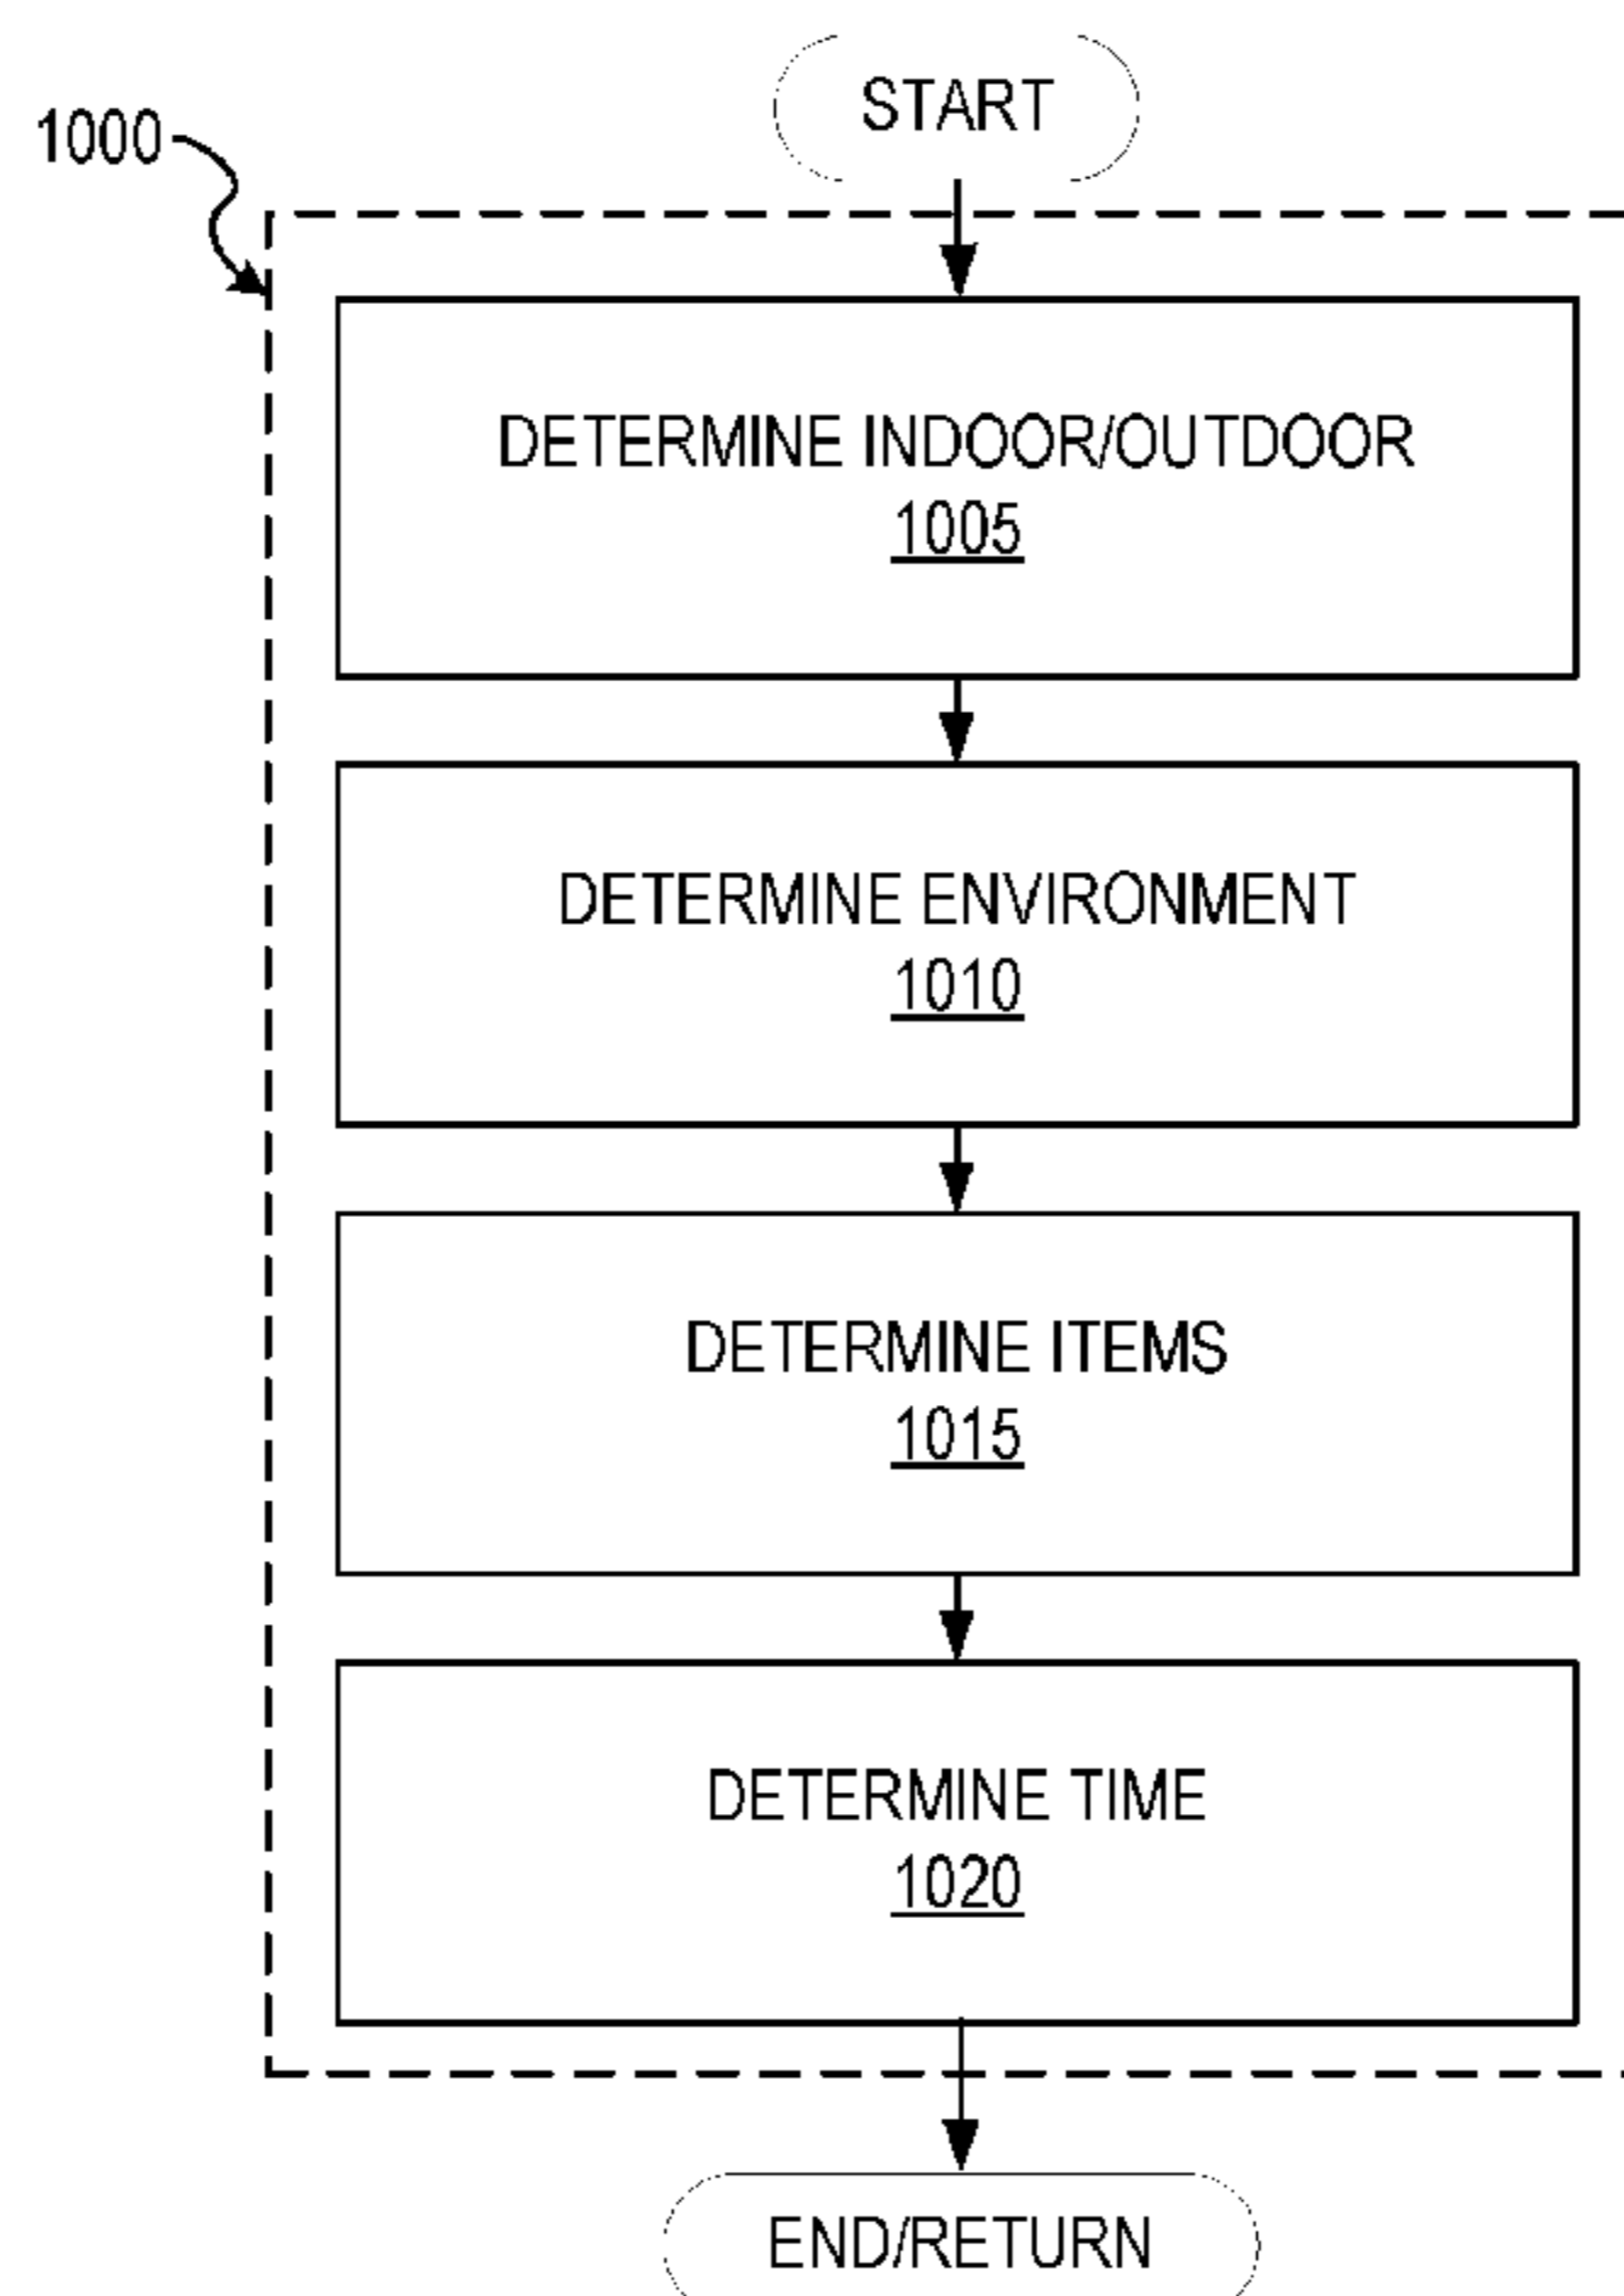 START
1000
DETERMINE INDOOR/OUTDOOR
1005
DETERMINE ENVIRONMENT
1010
DETERMINE ITEMS
1015
DETERMINE TIME
1020
END/RETURN